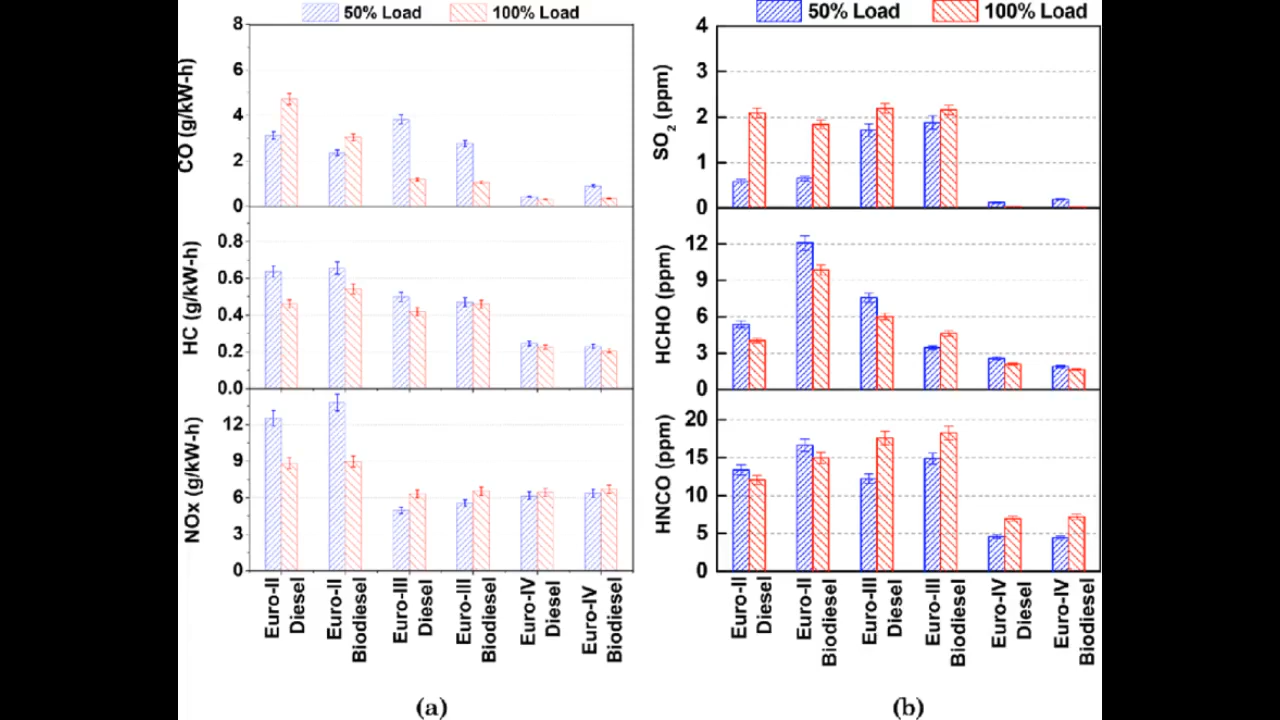 50% Load 100% Load
CO (g/kW-h)
8
6
4
2
0
HC (g/kW-h)
0.8
0.6
0.4
0.2
0.0
NOx (g/kW-h)
12
9
6
3
0
Euro-II Diesel
Euro-II Biodiesel
Euro-III Diesel
Euro-III Biodiesel
Euro-IV Diesel
Euro-IV Biodiesel
(a)
50% Load 100% Load
SO2 (ppm)
4
3
2
1
0
HCHO (ppm)
12
9
6
3
0
HNCO (ppm)
20
15
10
5
0
Euro-II Diesel
Euro-II Biodiesel
Euro-III Diesel
Euro-III Biodiesel
Euro-IV Diesel
Euro-IV Biodiesel
(b)